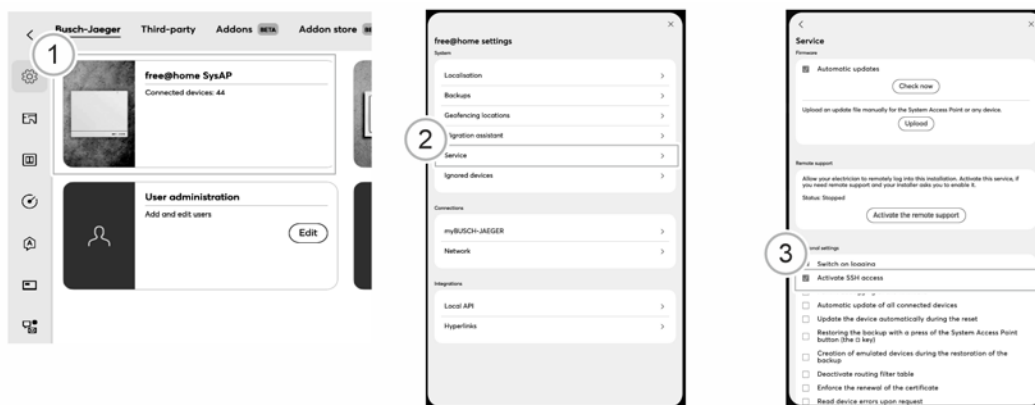 Busch-Jaeger Third-party Addons BETA Addon store
1
free@home SysAP
Connected devices: 44
User administration
Add and edit users
Edit
free@home settings
System
Localisation
Backups
Geofencing locations
2
Service
Ignored devices
Connections
myBUSCH-JAEGER
Network
Integrations
Local API
Hyperlinks
Service
Firmware
Automatic updates
Check now
Upload an update file manually for the System Access Point or any device.
Upload
Remote support
Allow your electrician to remotely log into this installation. Activate this service, if
you need remote support and your installer asks you to enable it.
Status: Stopped
Activate the remote support
settings
3
Switch on logging
Activate SSH access
Automatic update of all connected devices
Update the device automatically during the reset
Restoring the backup with a press of the System Access Point
button (the key)
Creation of emulated devices during the restoration of the
backup
Deactivate routing filter table
Enforce the renewal of the certificate
Read device errors upon request